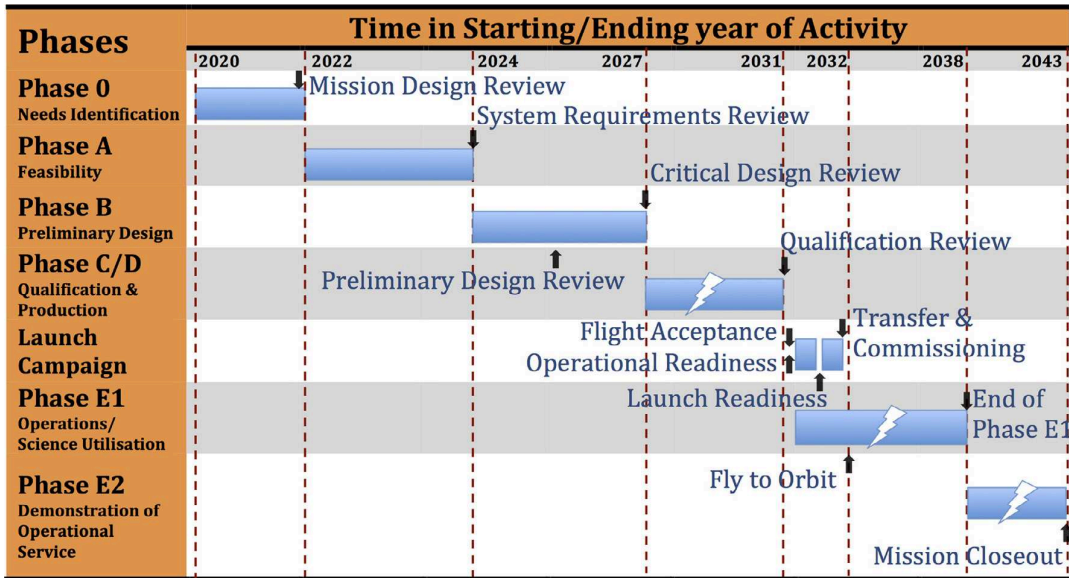 Phases
Time in Starting/Ending year of Activity
2020 2022 2024 2027 2031 2032 2038 2043
Phase 0
Needs Identification
Mission Design Review
System Requirements Review
Phase A
Feasibility
Critical Design Review
Phase B
Preliminary Design
Qualification Review
Phase C/D
Qualification &
Production
Preliminary Design Review
Launch
Campaign
Flight Acceptance
Operational Readiness
Transfer &
Commissioning
Launch Readiness
Phase E1
Operations/
Science Utilisation
End of
Phase E1
Fly to Orbit
Phase E2
Demonstration of
Operational
Service
Mission Closeout